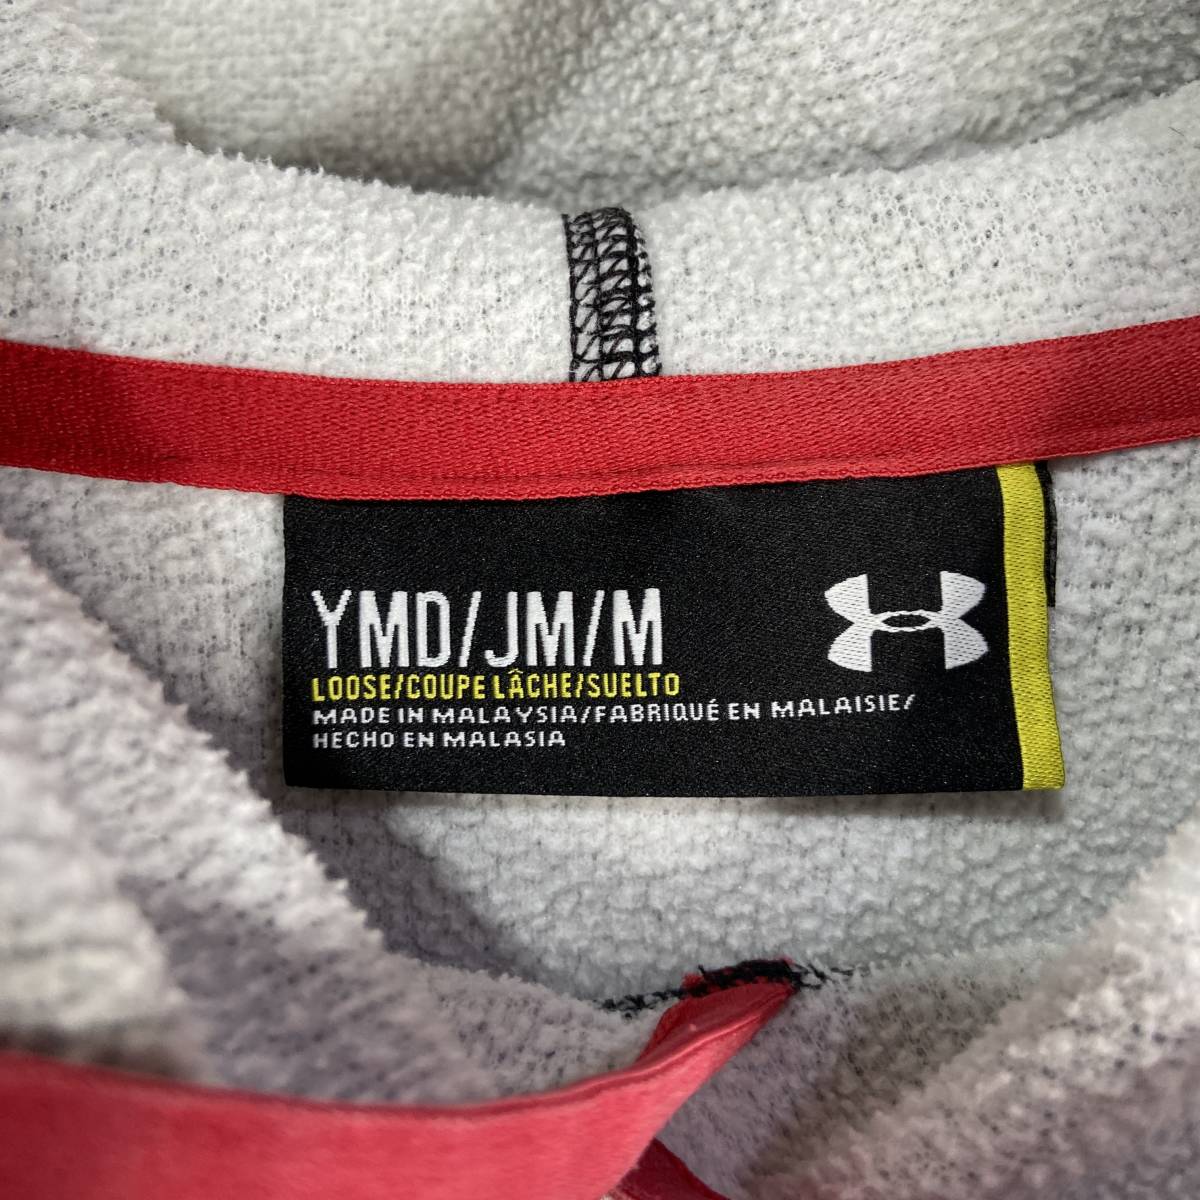 YMD/JM/M
LOOSE/COUPE LÂCHE/SUELTO
MADE IN MALAYSIA/FABRIQUÉ EN MALAISIE/
HECHO EN MALASIA